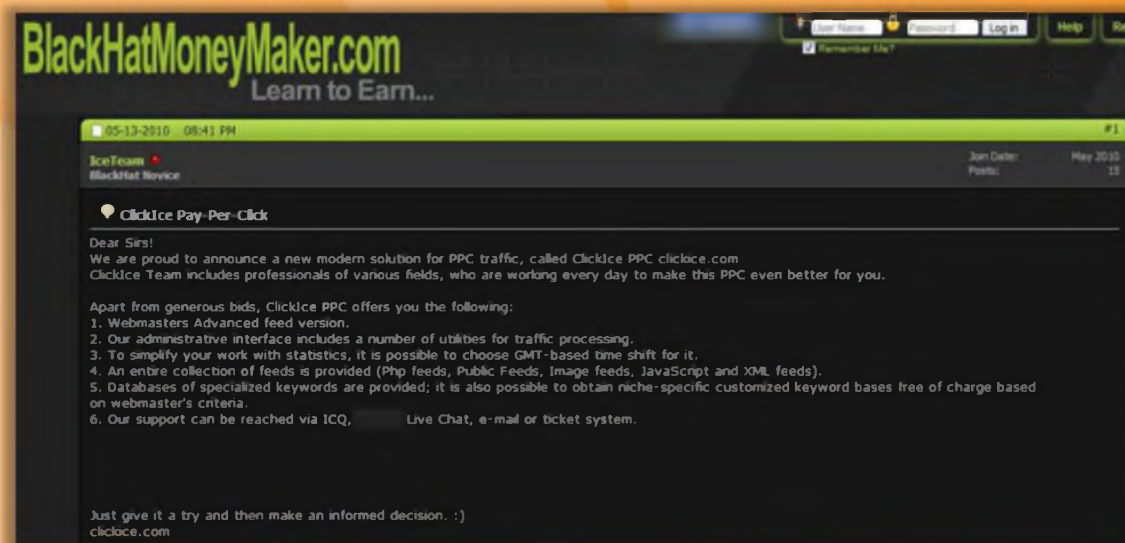 BlackHatMoneyMaker.com
Learn to Earn...
User Name Password Log in Help
Remember Me?
05-13-2010 08:41 PM #1
IceTeam Join Date: May 2010
BlackHat Novice Posts: 13
ClickIce Pay-Per-Click
Dear Sirs!
We are proud to announce a new modern solution for PPC traffic, called ClickIce PPC clickice.com
ClickIce Team includes professionals of various fields, who are working every day to make this PPC even better for you.
Apart from generous bids, ClickIce PPC offers you the following:
1. Webmasters Advanced feed version.
2. Our administrative interface includes a number of utilities for traffic processing.
3. To simplify your work with statistics, it is possible to choose GMT-based time shift for it.
4. An entire collection of feeds is provided (Php feeds, Public Feeds, Image feeds, JavaScript and XML feeds).
5. Databases of specialized keywords are provided; it is also possible to obtain niche-specific customized keyword bases free of charge based
on webmaster's criteria.
6. Our support can be reached via ICQ, Live Chat, e-mail or ticket system.
Just give it a try and then make an informed decision. :)
clickice.com